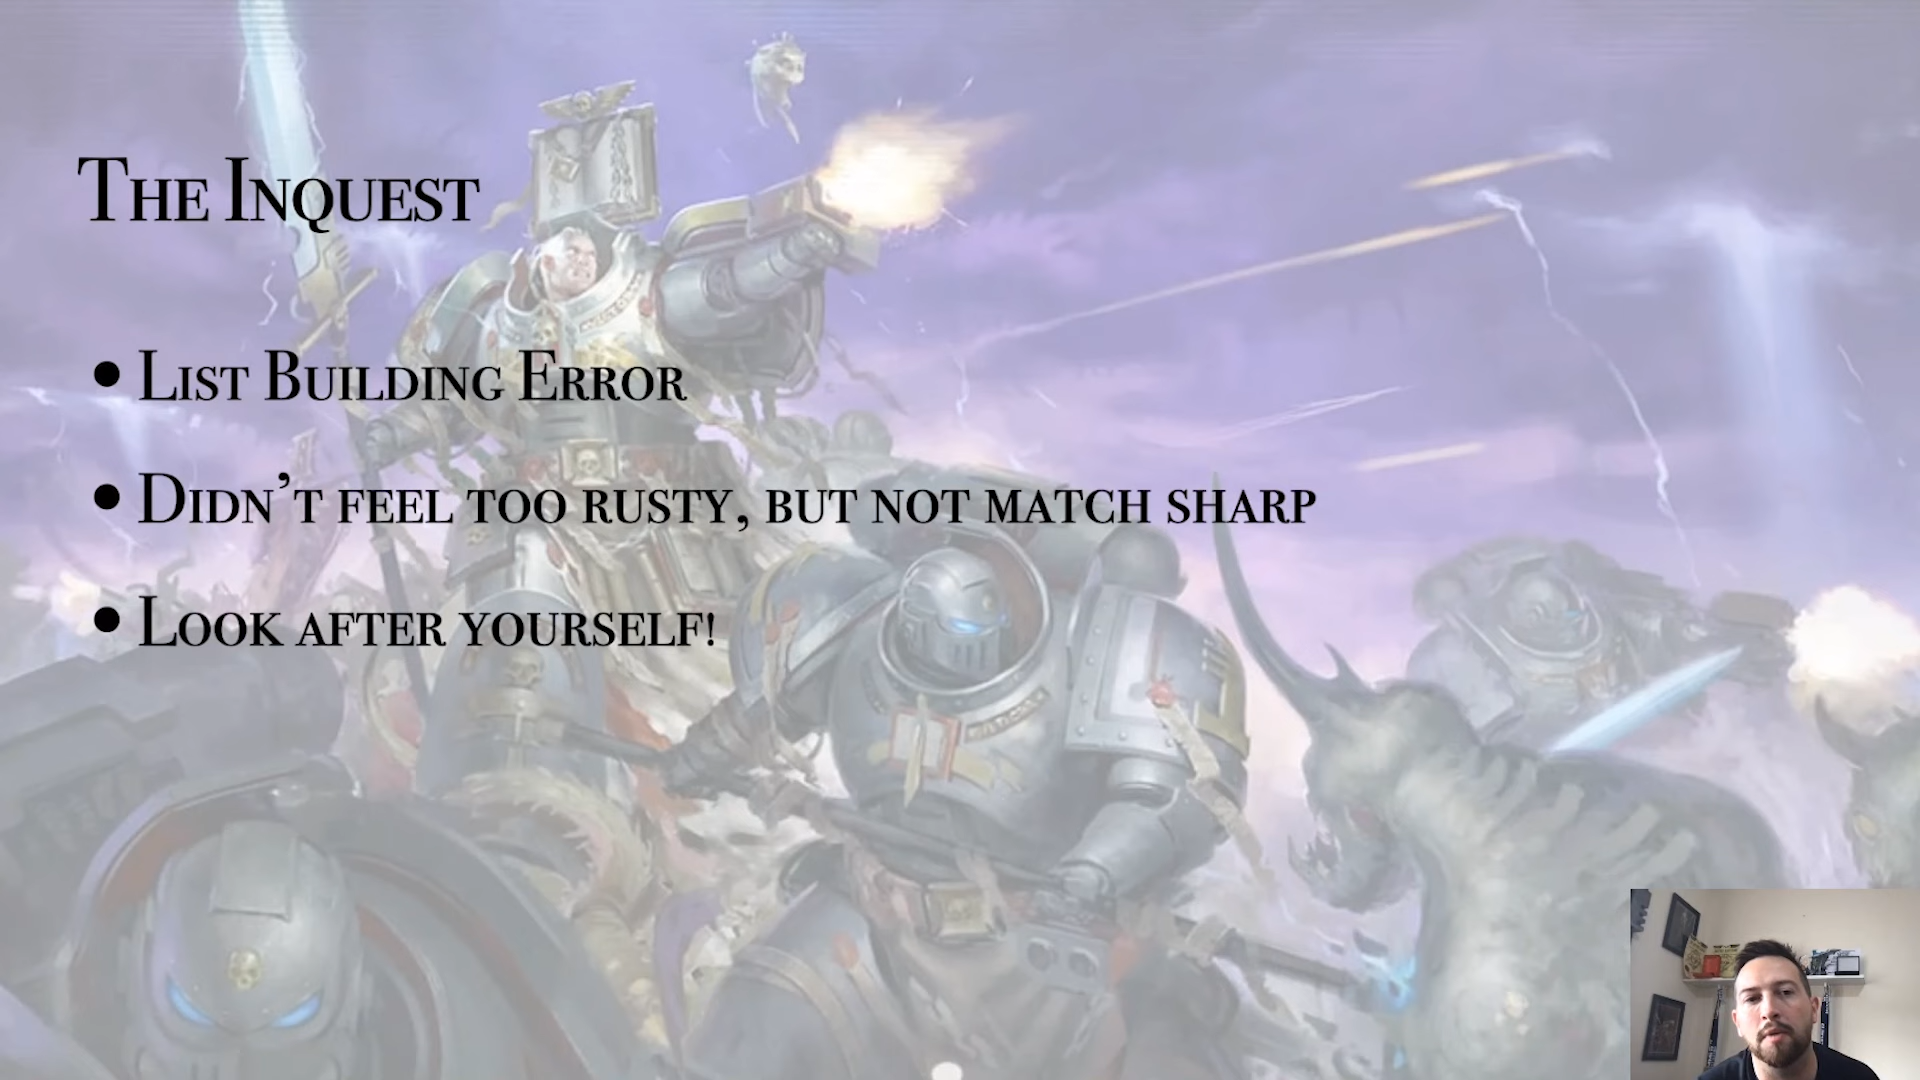 The Inquest
• List Building Error
• Didn't feel too rusty, but not match sharp
• Look after yourself!